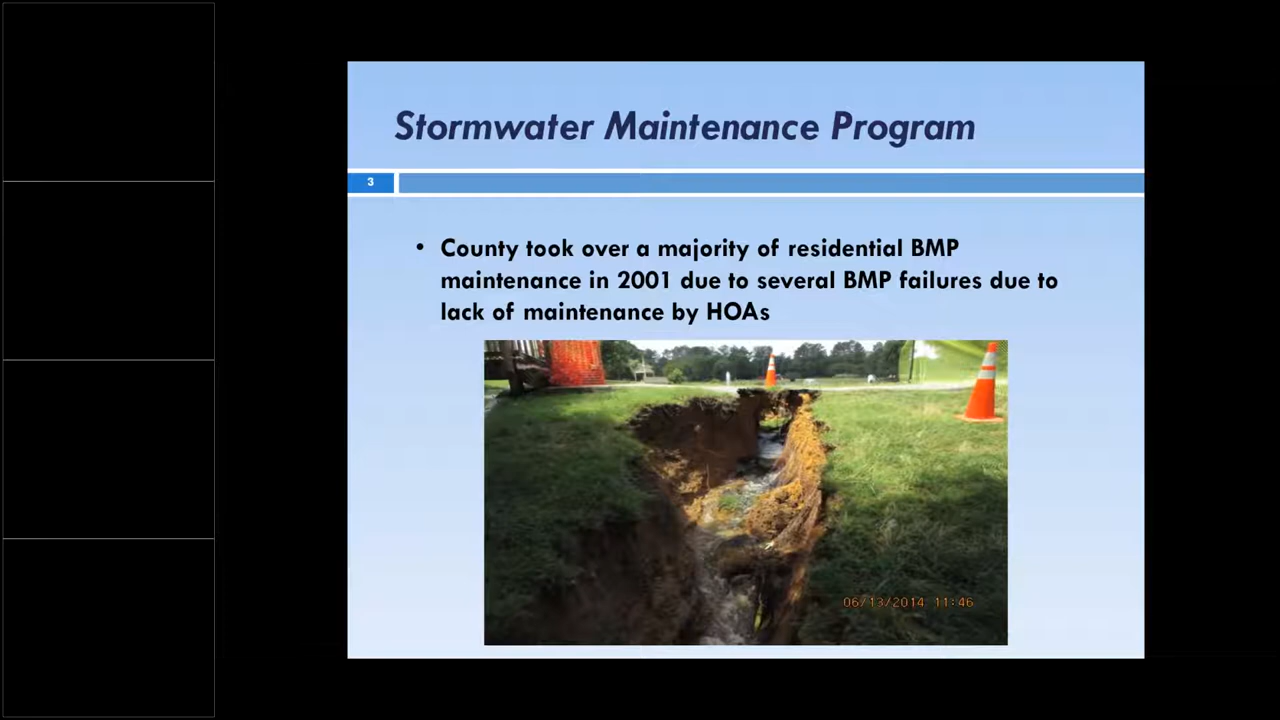 Stormwater Maintenance Program
3
• County took over a majority of residential BMP
maintenance in 2001 due to several BMP failures due to
lack of maintenance by HOAs
06/13/2014 11:46